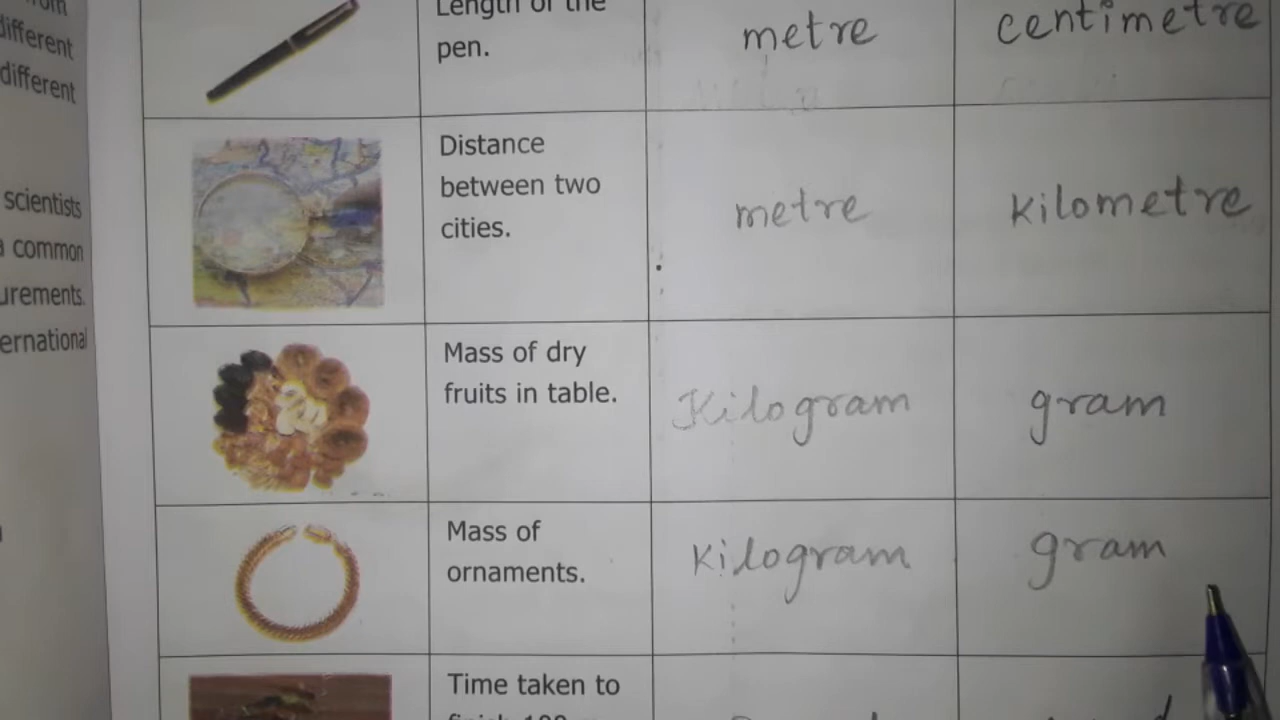 different
different
scientists
common
ernational
Length of the
pen.
metre
centimetre
Distance
between two
cities.
metre
kilometre
Mass of dry
fruits in table.
Kilogram
gram
Mass of
ornaments.
Kilogram
gram
Time taken to